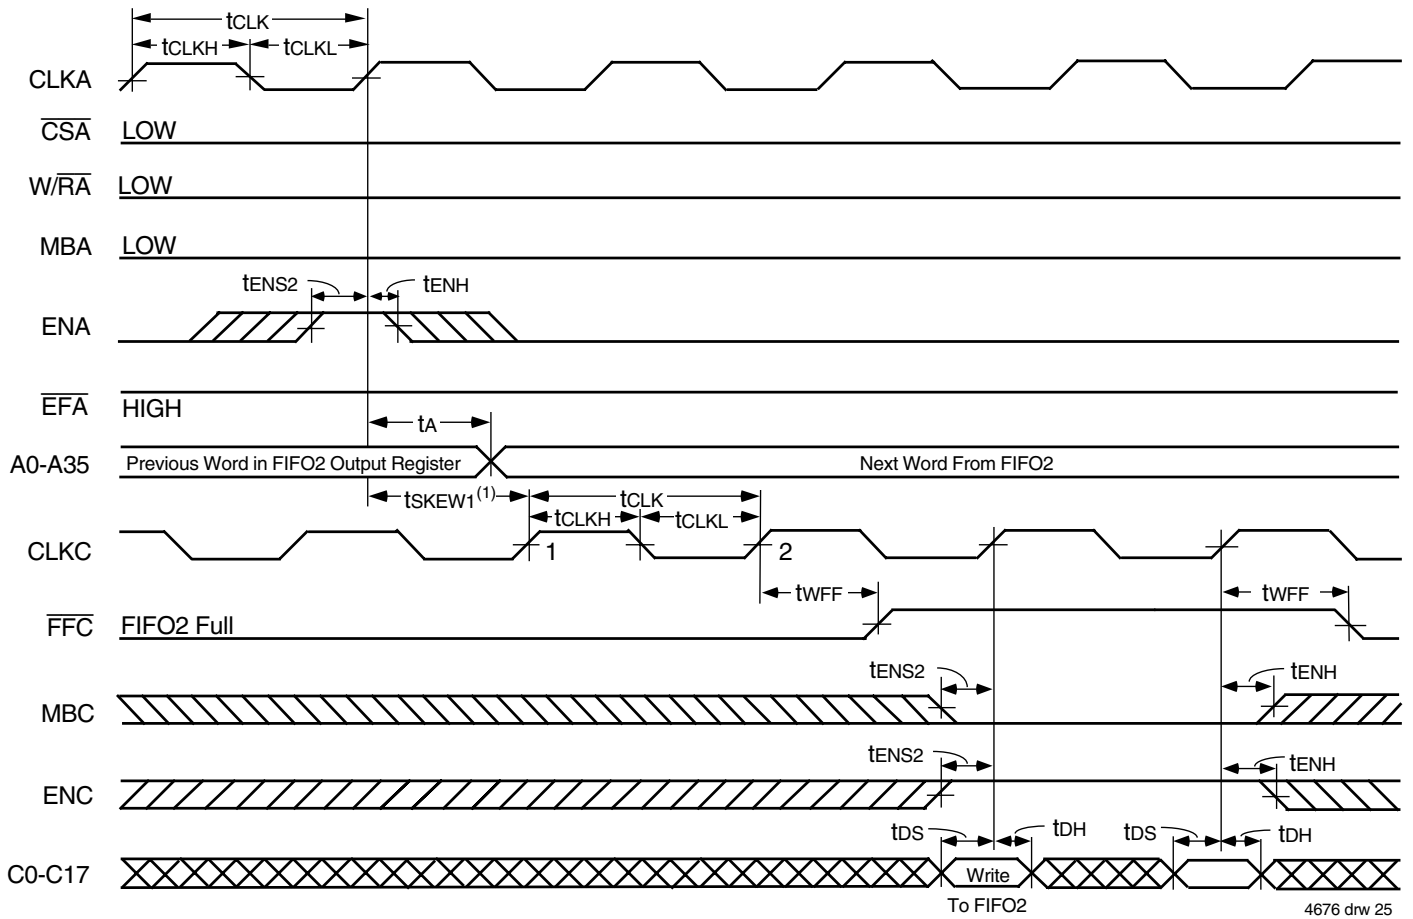 tCLK
tCLKH
tCLKL
CLKA
CSA
LOW
W/RA
LOW
MBA
LOW
tENS2
tENH
ENA
EFA
HIGH
tA
A0-A35
Previous Word in FIFO2 Output Register
Next Word From FIFO2
tSKEW1(1)
tCLK
tCLKH
tCLKL
CLKC
1
2
tWFF
tWFF
FFC
FIFO2 Full
tENS2
tENH
MBC
tENS2
tENH
ENC
tDS
tDH
tDS
tDH
C0-C17
Write
To FIFO2
4676 drw 25